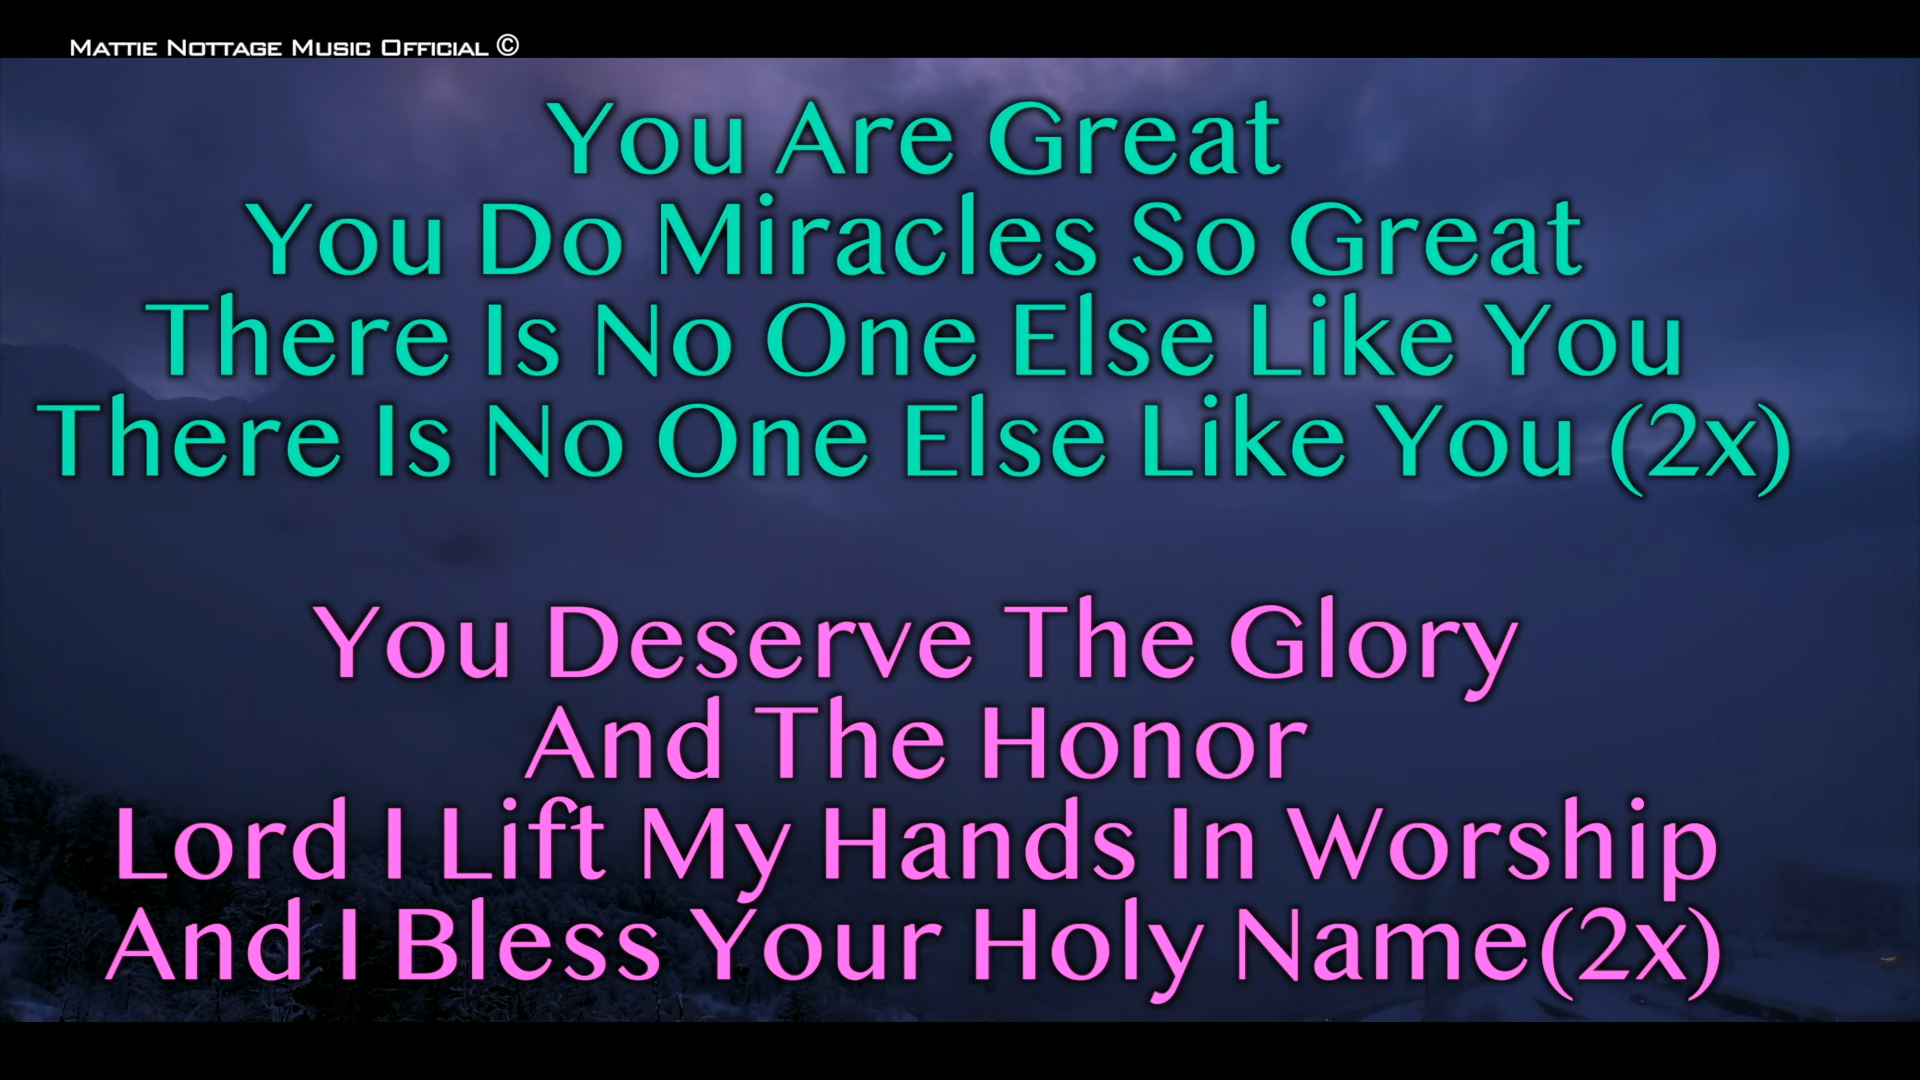 Mattie Nottage Music Official ©
You Are Great
You Do Miracles So Great
There Is No One Else Like You
There Is No One Else Like You (2x)
You Deserve The Glory
And The Honor
Lord I Lift My Hands In Worship
And I Bless Your Holy Name(2x)